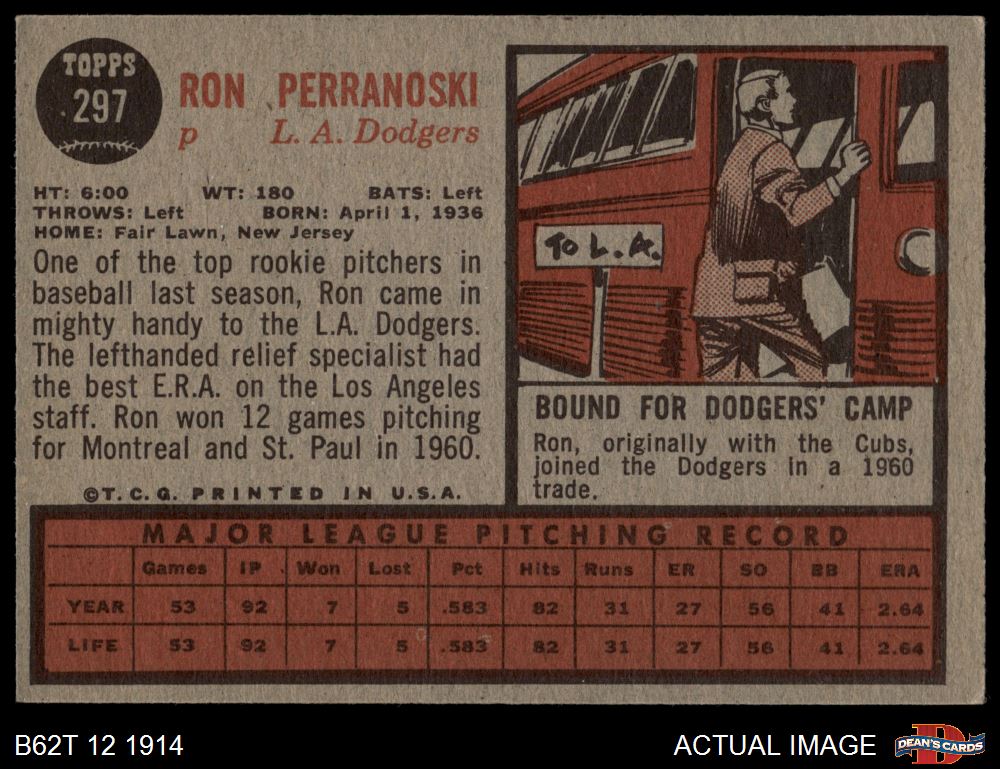 TOPPS
297
RON PERRANOSKI
p L. A. Dodgers
HT: 6:00 WT: 180 BATS: Left
THROWS: Left BORN: April 1, 1936
HOME: Fair Lawn, New Jersey
One of the top rookie pitchers in
baseball last season, Ron came in
mighty handy to the L.A. Dodgers.
The lefthanded relief specialist had
the best E.R.A. on the Los Angeles
staff. Ron won 12 games pitching
for Montreal and St. Paul in 1960.
©T.C.G. PRINTED IN U.S.A.
TO L.A.
BOUND FOR DODGERS' CAMP
Ron, originally with the Cubs,
joined the Dodgers in a 1960
trade.
MAJOR LEAGUE PITCHING RECORD
Games IP Won Lost Pct Hits Runs ER SO BB ERA
YEAR 53 92 7 5 .583 82 31 27 56 41 2.64
LIFE 53 92 7 5 .583 82 31 27 56 41 2.64
B62T 12 1914
ACTUAL IMAGE
D
DEAN'S CARDS